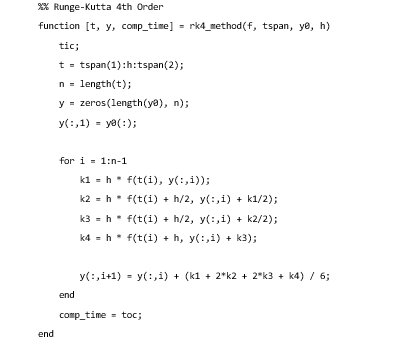 %% Runge-Kutta 4th Order
function [t, y, comp_time] = rk4_method(f, tspan, y0, h)
    tic;
    t = tspan(1):h:tspan(2);
    n = length(t);
    y = zeros(length(y0), n);
    y(:,1) = y0(:);

    for i = 1:n-1
        k1 = h * f(t(i), y(:,i));
        k2 = h * f(t(i) + h/2, y(:,i) + k1/2);
        k3 = h * f(t(i) + h/2, y(:,i) + k2/2);
        k4 = h * f(t(i) + h, y(:,i) + k3);

        y(:,i+1) = y(:,i) + (k1 + 2*k2 + 2*k3 + k4) / 6;
    end
    comp_time = toc;
end